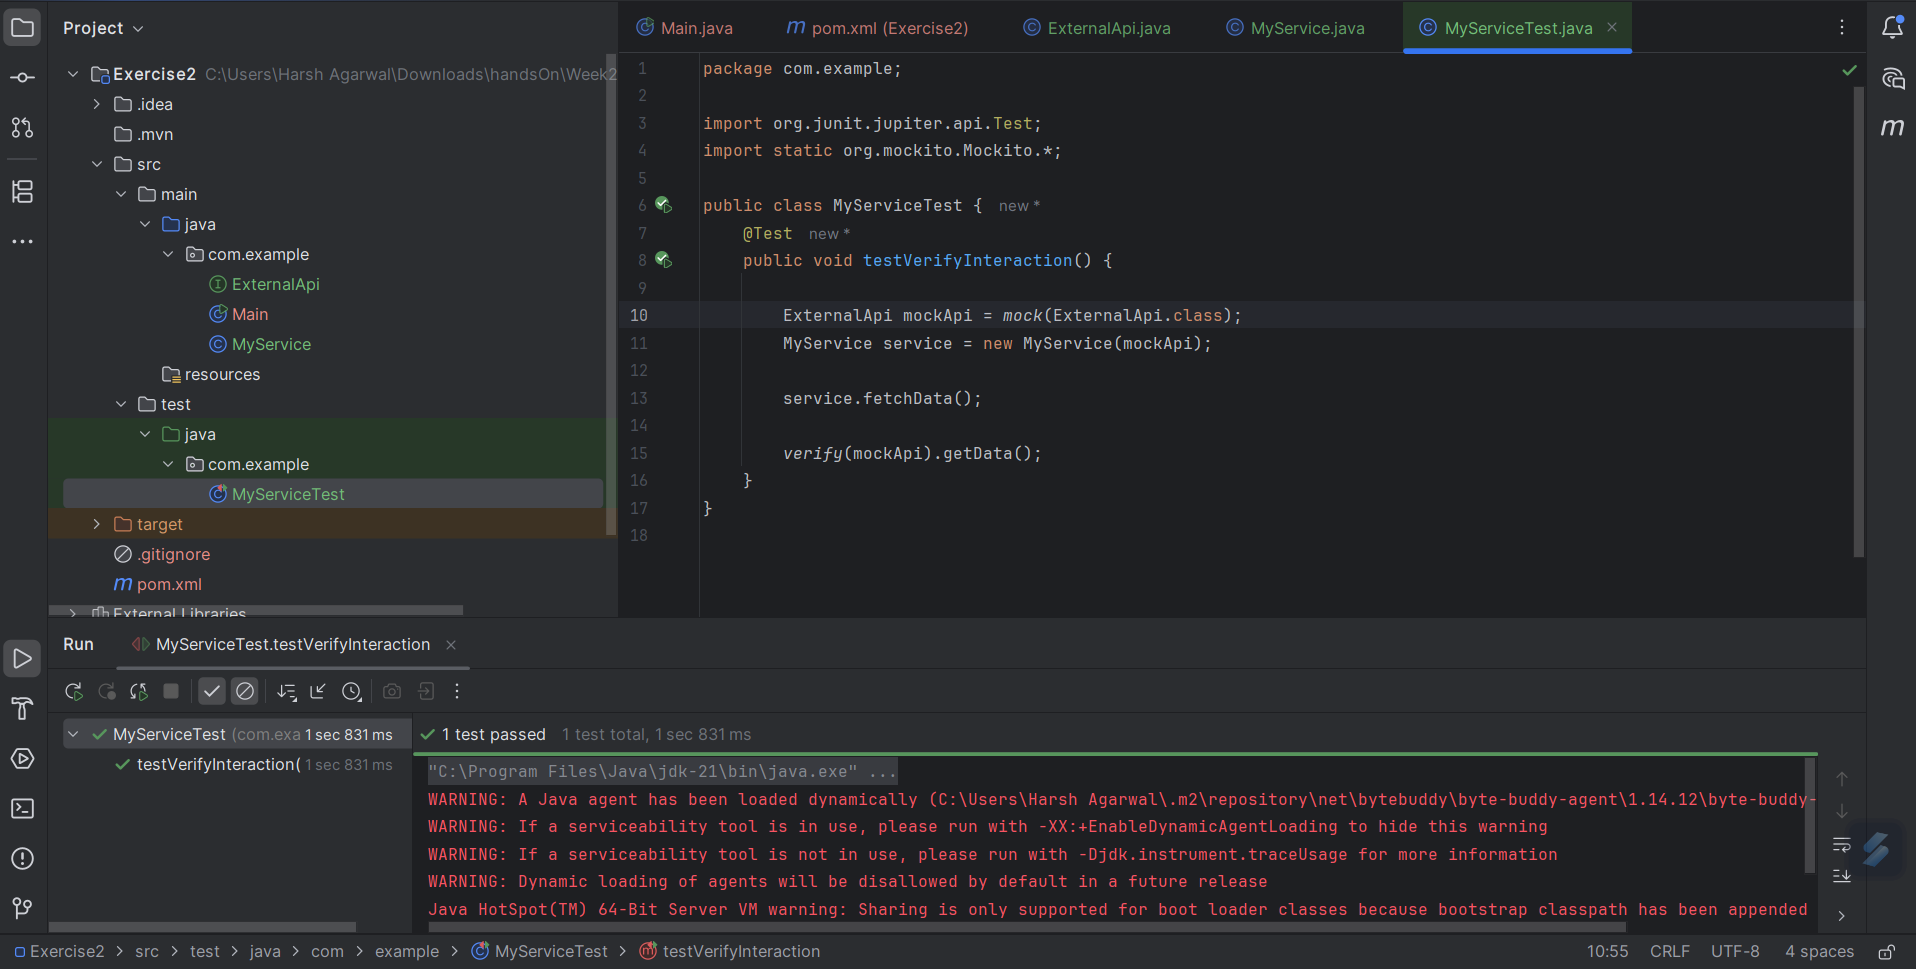 Project
Exercise2 C:\Users\Harsh Agarwal\Downloads\handsOn\Week2
.idea
.mvn
src
main
java
com.example
ExternalApi
Main
MyService
resources
test
java
com.example
MyServiceTest
target
.gitignore
pom.xml
External Libraries
Main.java pom.xml (Exercise2) ExternalApi.java MyService.java MyServiceTest.java
1 package com.example;
2
3 import org.junit.jupiter.api.Test;
4 import static org.mockito.Mockito.*;
5
6 public class MyServiceTest { new *
7 @Test new *
8 public void testVerifyInteraction() {
9
10 ExternalApi mockApi = mock(ExternalApi.class);
11 MyService service = new MyService(mockApi);
12
13 service.fetchData();
14
15 verify(mockApi).getData();
16 }
17 }
18
Run MyServiceTest.testVerifyInteraction
MyServiceTest (com.exa 1 sec 831 ms
testVerifyInteraction( 1 sec 831 ms
1 test passed 1 test total, 1 sec 831 ms
"C:\Program Files\Java\jdk-21\bin\java.exe" ...
WARNING: A Java agent has been loaded dynamically (C:\Users\Harsh Agarwal\.m2\repository\net\bytebuddy\byte-buddy-agent\1.14.12\byte-buddy-
WARNING: If a serviceability tool is in use, please run with -XX:+EnableDynamicAgentLoading to hide this warning
WARNING: If a serviceability tool is not in use, please run with -Djdk.instrument.traceUsage for more information
WARNING: Dynamic loading of agents will be disallowed by default in a future release
Java HotSpot(TM) 64-Bit Server VM warning: Sharing is only supported for boot loader classes because bootstrap classpath has been appended
Exercise2 > src > test > java > com > example > MyServiceTest > testVerifyInteraction 10:55 CRLF UTF-8 4 spaces